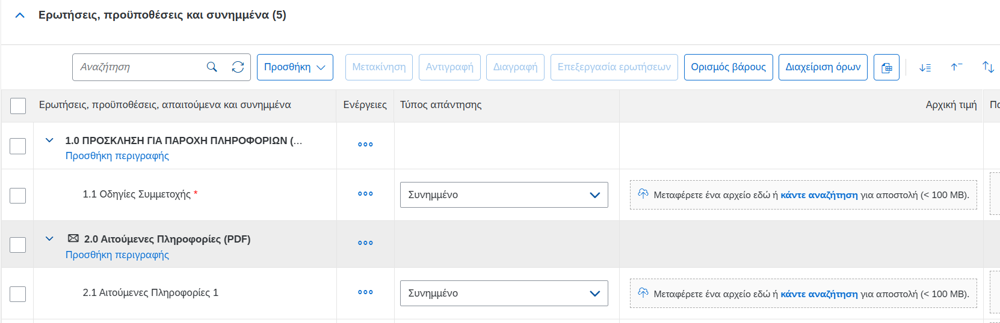 Ερωτήσεις, προϋποθέσεις και συνημμένα (5)
Αναζήτηση Προσθήκη Μετακίνηση Αντιγραφή Διαγραφή Επεξεργασία ερωτήσεων Ορισμός βάρους Διαχείριση όρων
Ερωτήσεις, προϋποθέσεις, απαιτούμενα και συνημμένα Ενέργειες Τύπος απάντησης Αρχική τιμή
1.0 ΠΡΟΣΚΛΗΣΗ ΓΙΑ ΠΑΡΟΧΗ ΠΛΗΡΟΦΟΡΙΩΝ (...
Προσθήκη περιγραφής
1.1 Οδηγίες Συμμετοχής * Συνημμένο Μεταφέρετε ένα αρχείο εδώ ή κάντε αναζήτηση για αποστολή (< 100 MB).
2.0 Αιτούμενες Πληροφορίες (PDF)
Προσθήκη περιγραφής
2.1 Αιτούμενες Πληροφορίες 1 Συνημμένο Μεταφέρετε ένα αρχείο εδώ ή κάντε αναζήτηση για αποστολή (< 100 MB).